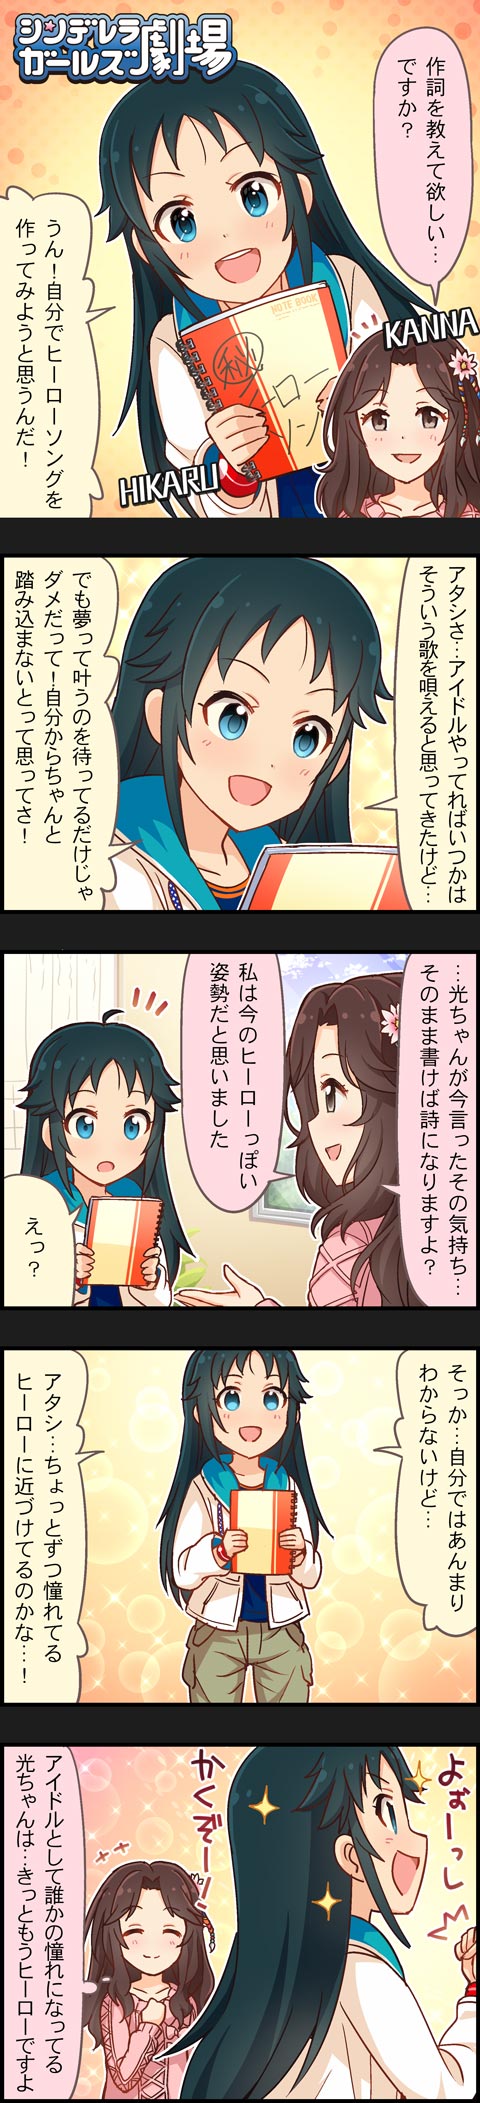 シンデレラ
ガールズ劇場
作詞を教えて欲しい…
ですか?
KANNA
NOTE BOOK
㊙
ヒーロー
ソング
HIKARU
うん!自分でヒーローソングを
作ってみようと思うんだ!
アタシさ…アイドルやってればいつかは
そういう歌を唄えると思ってきたけど…
でも夢って叶うのを待ってるだけじゃ
ダメだって!自分からちゃんと
踏み込まないとって思ってさ!
…光ちゃんが今言ったその気持ち…
そのまま書けば詩になりますよ?
私は今のヒーローっぽい
姿勢だと思いました
えっ?
そっか…自分ではあんまり
わからないけど…
アタシ…ちょっとずつ憧れてる
ヒーローに近づけてるのかな…!
よぉーっし
かくぞー!
アイドルとして誰かの憧れになってる
光ちゃんは…きっともうヒーローですよ